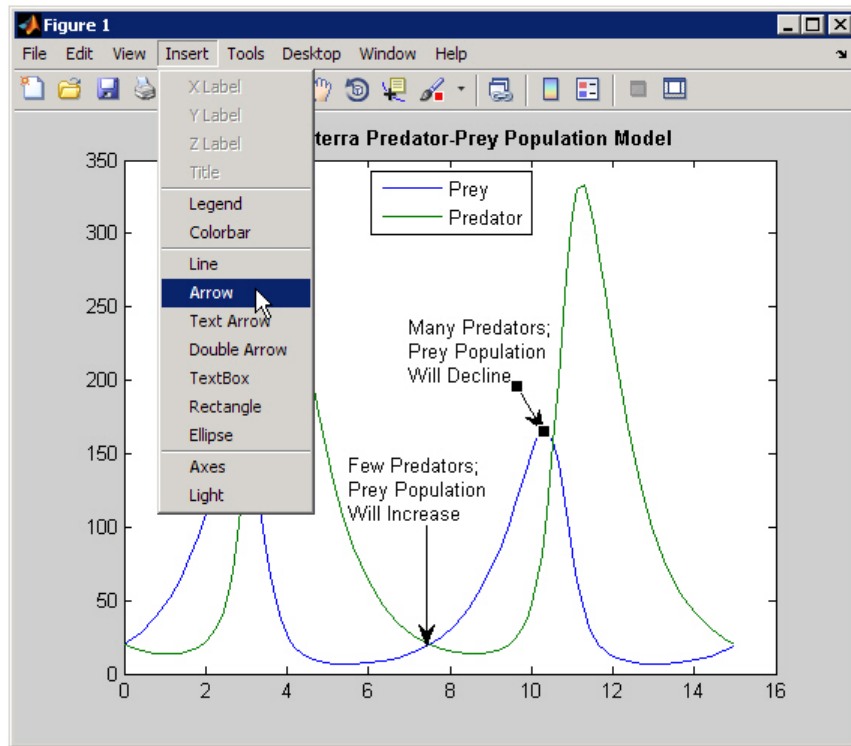 Figure 1
File Edit View Insert Tools Desktop Window Help
X Label
Y Label
Z Label
Title
Legend
Colorbar
Line
Arrow
Text Arrow
Double Arrow
TextBox
Rectangle
Ellipse
Axes
Light
terra Predator-Prey Population Model
Prey
Predator
350
300
250
200
150
100
50
0
Many Predators;
Prey Population
Will Decline
Few Predators;
Prey Population
Will Increase
0 2 4 6 8 10 12 14 16